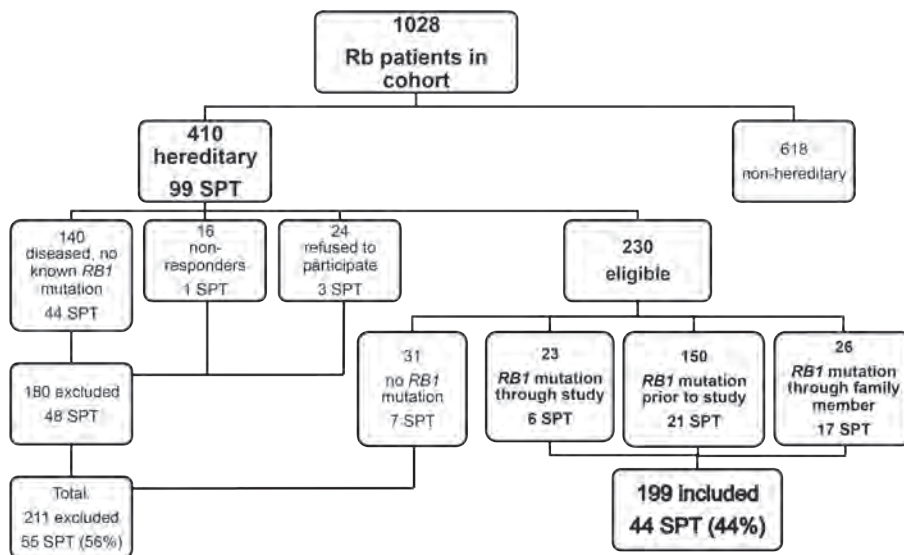 1028
Rb patients in
cohort
410
hereditary
99 SPT
618
non-hereditary
140
diseased, no
known RB1
mutation
44 SPT
16
non-
responders
1 SPT
24
refused to
participate
3 SPT
230
eligible
180 excluded
48 SPT
31
no RB1
mutation
7 SPT
23
RB1 mutation
through study
6 SPT
150
RB1 mutation
prior to study
21 SPT
26
RB1 mutation
through family
member
17 SPT
Total.
211 excluded
55 SPT (56%)
199 included
44 SPT (44%)